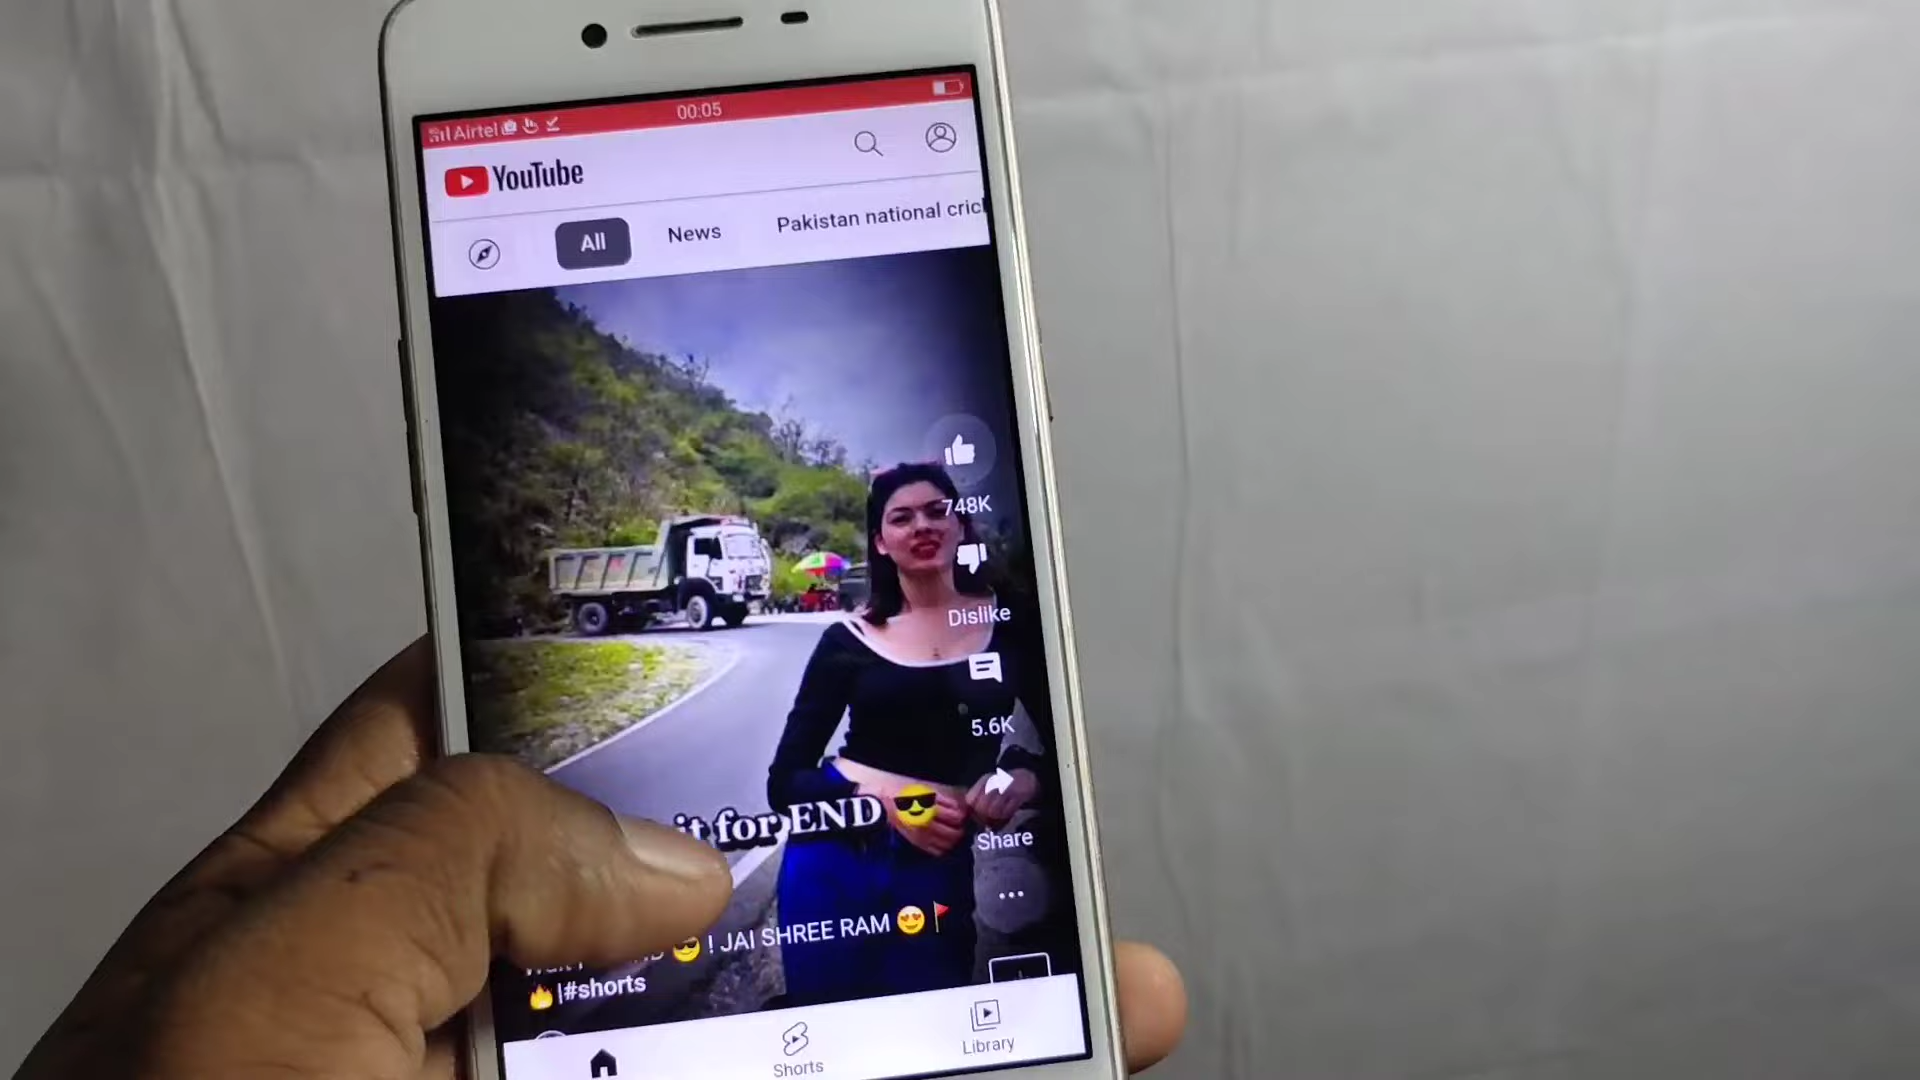 Airtel 00:05
YouTube
All News Pakistan national cric
748K
Dislike
5.6K
it for END 😎
Share
😎 ! JAI SHREE RAM 😍🚩
🔥|#shorts
Shorts Library